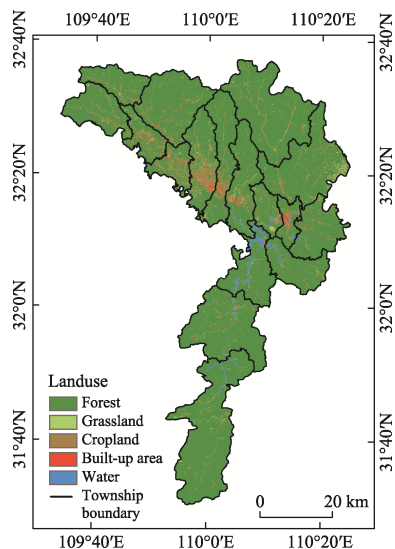 109°40′E 110°0′E 110°20′E
32°40′N 32°40′N
32°20′N 32°20′N
32°0′N 32°0′N
31°40′N 31°40′N
Landuse
Forest
Grassland
Cropland
Built-up area
Water
Township
boundary
0 20 km
109°40′E 110°0′E 110°20′E